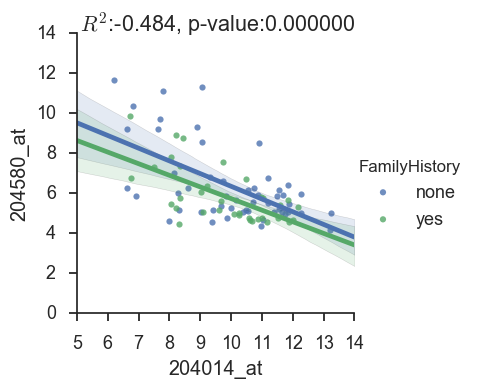 R²:-0.484, p-value:0.000000
14
12
10
8
6
4
2
0
204580_at
5 6 7 8 9 10 11 12 13 14
204014_at
FamilyHistory
none
yes